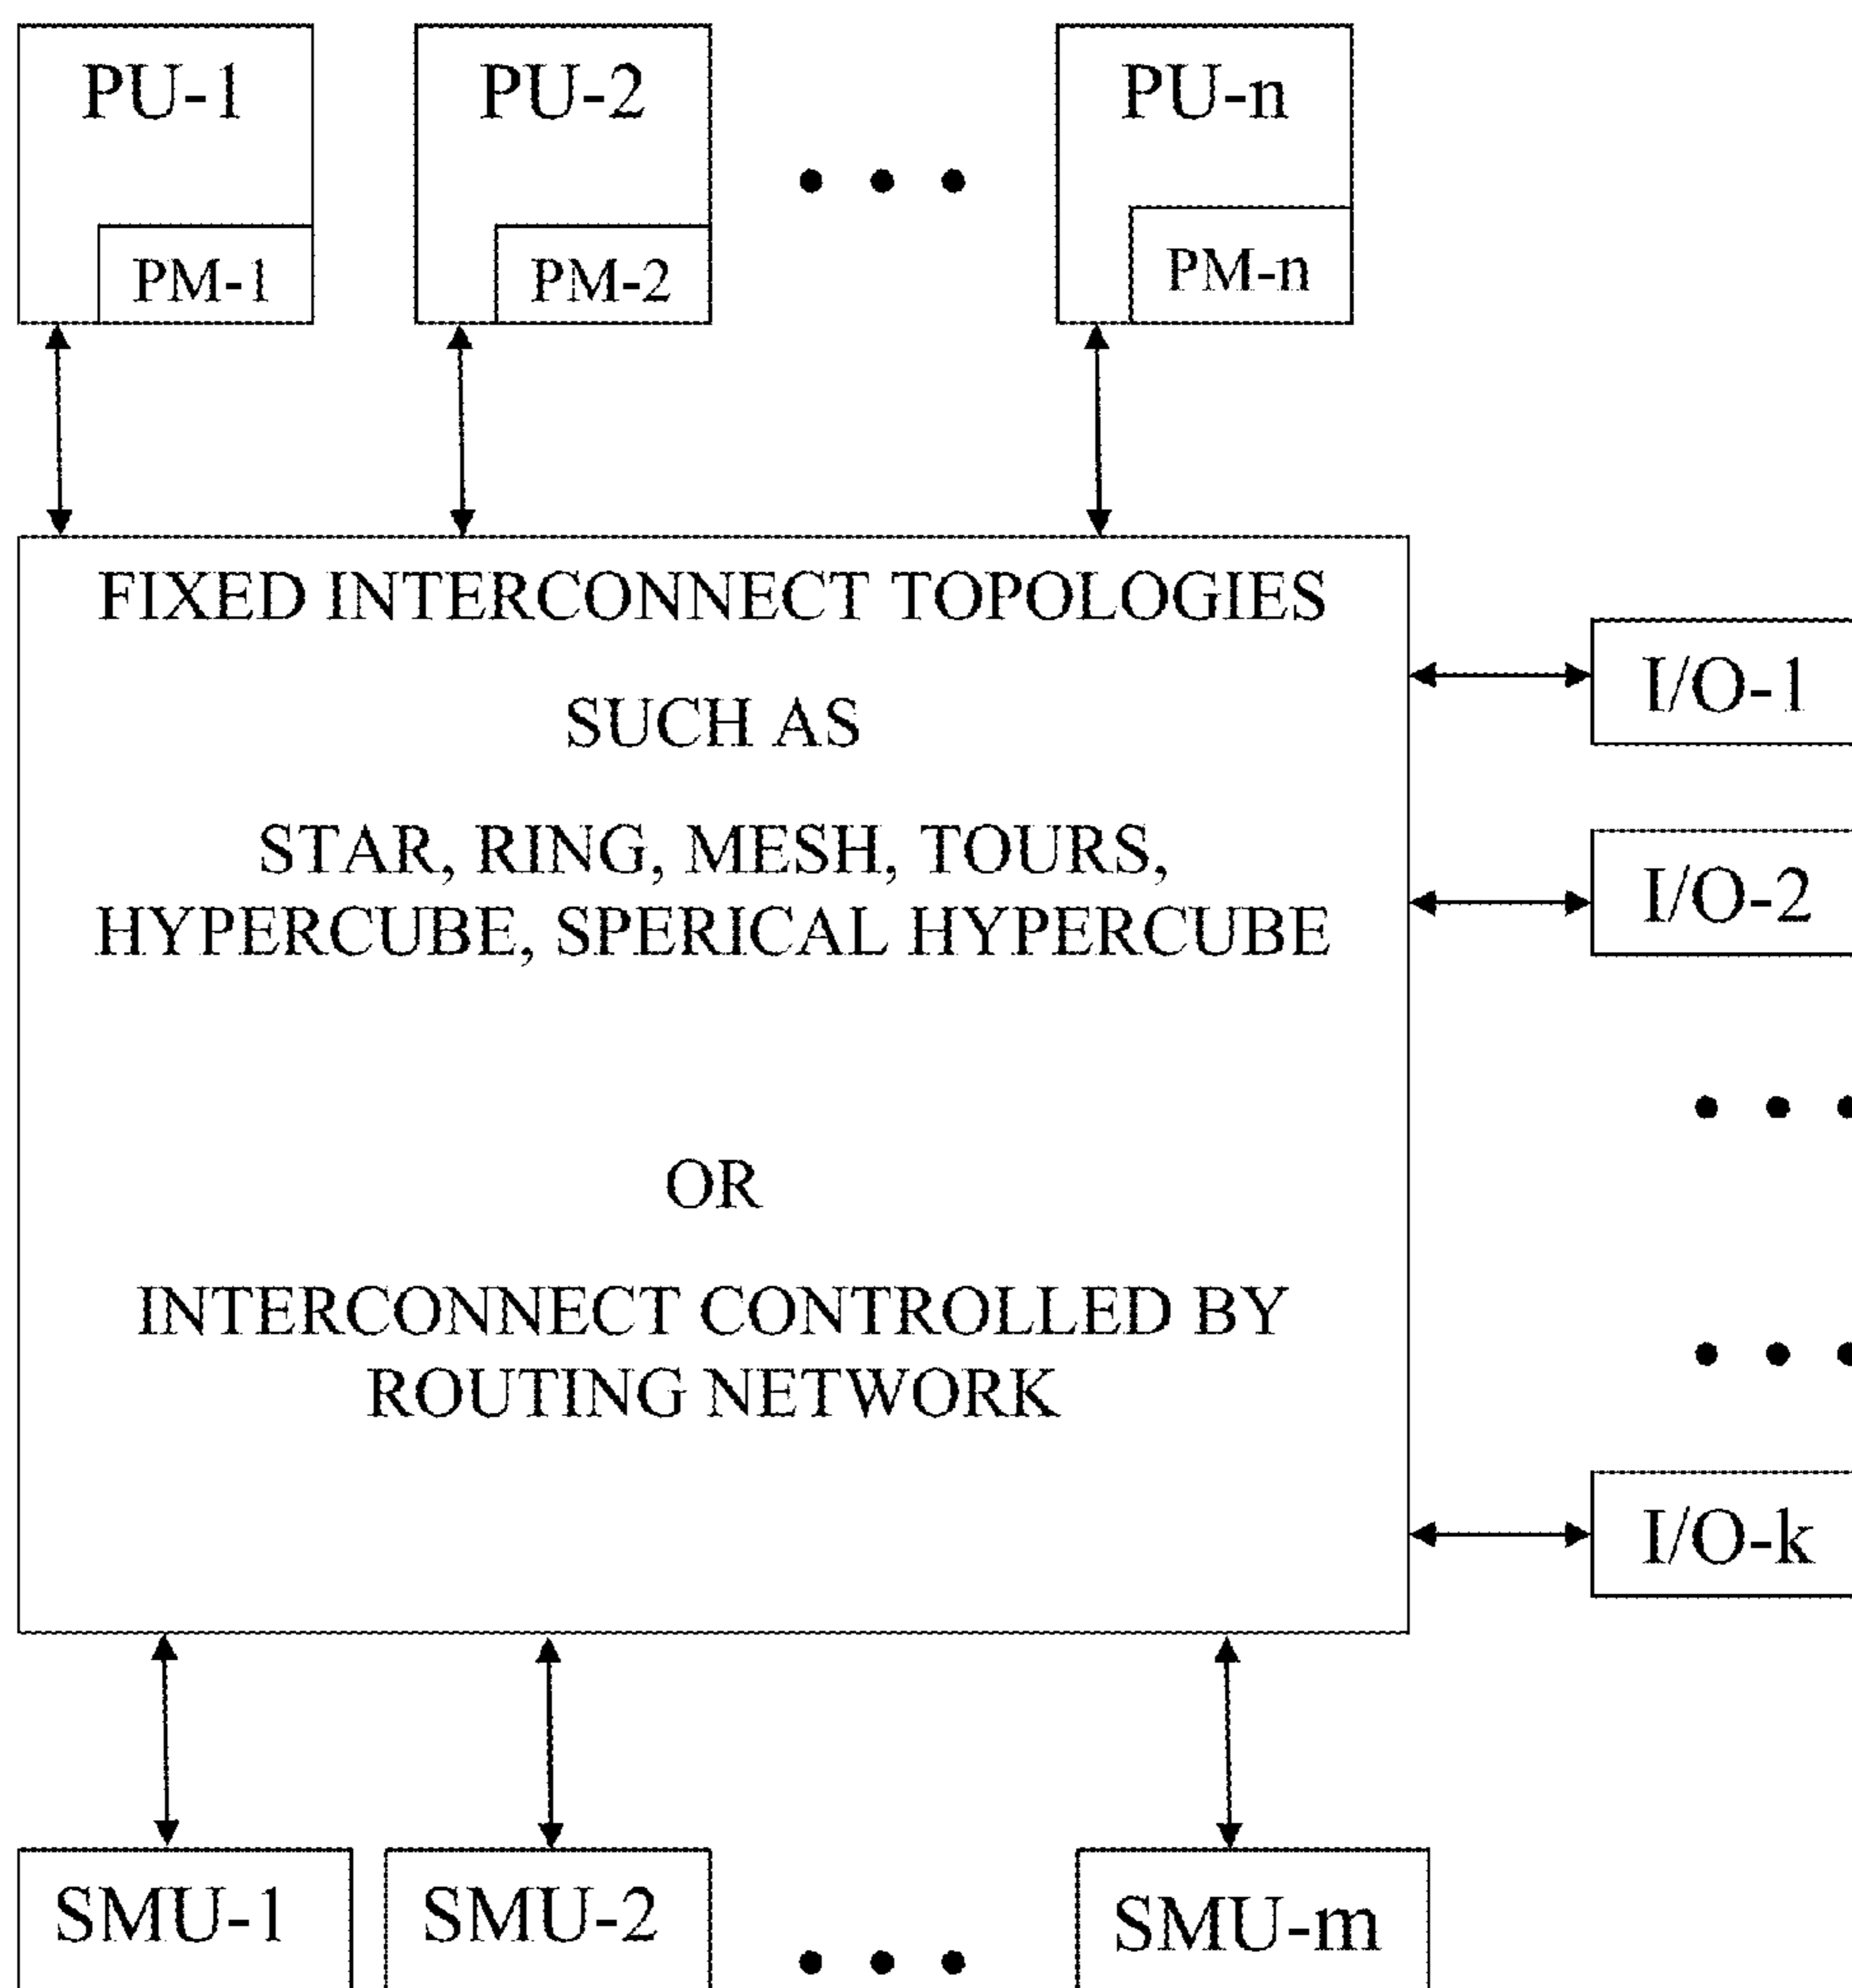 PU-1
PU-2
PU-n
PM-1
PM-2
PM-n
FIXED INTERCONNECT TOPOLOGIES
SUCH AS
STAR, RING, MESH, TOURS,
HYPERCUBE, SPERICAL HYPERCUBE
OR
INTERCONNECT CONTROLLED BY
ROUTING NETWORK
I/O-1
I/O-2
I/O-k
SMU-1
SMU-2
SMU-m